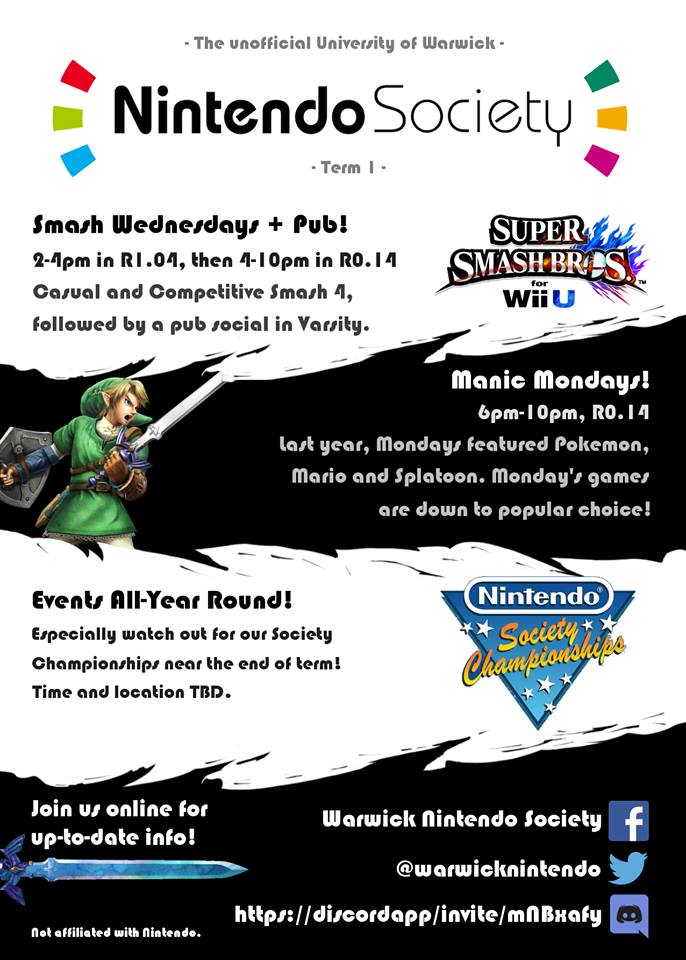 - The unofficial University of Warwick -
Nintendo Society
- Term 1 -
Smash Wednesdays + Pub!
2-4pm in R1.04, then 4-10pm in R0.14
Casual and Competitive Smash 4,
followed by a pub social in Varsity.
SUPER
SMASH BROS.™
for
Wii U
Manic Mondays!
6pm-10pm, R0.14
Last year, Mondays featured Pokemon,
Mario and Splatoon. Monday's games
are down to popular choice!
Events All-Year Round!
Especially watch out for our Society
Championships near the end of term!
Time and location TBD.
Nintendo®
Society
Championships
Join us online for
up-to-date info!
Warwick Nintendo Society
@warwicknintendo
https://discordapp/invite/mNBxafy
Not affiliated with Nintendo.